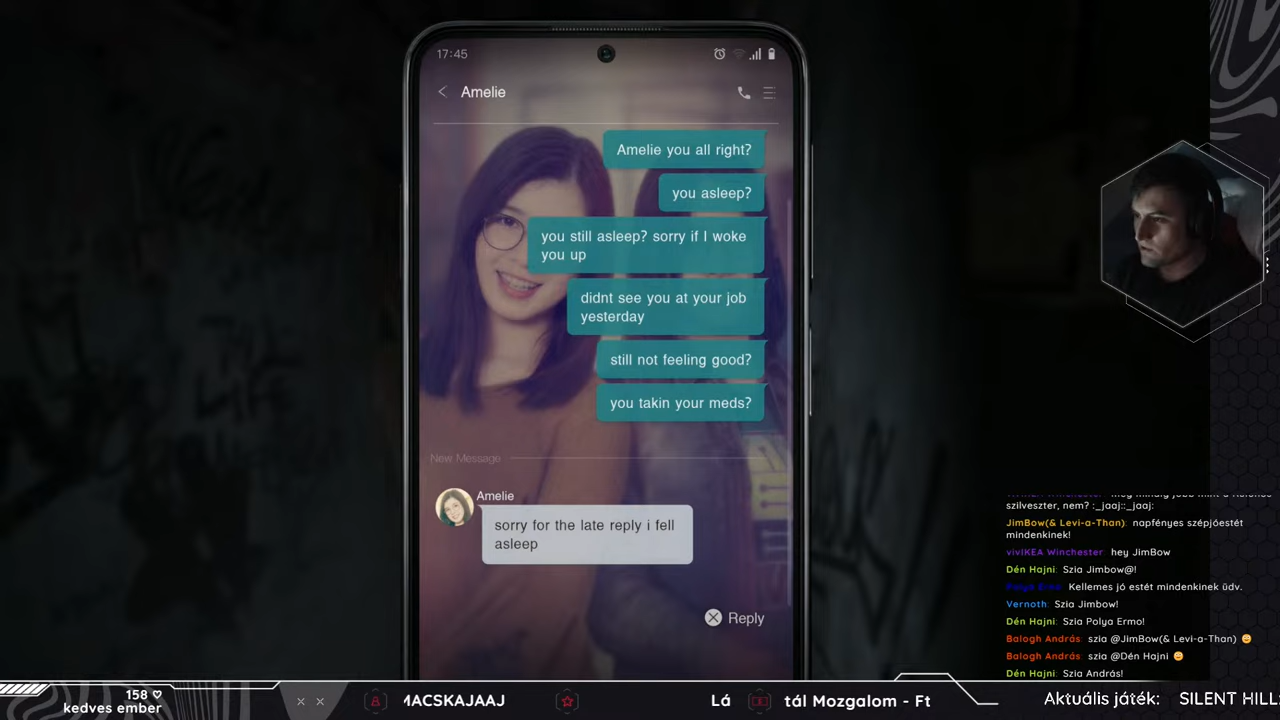 17:45
Amelie
Amelie you all right?
you asleep?
you still asleep? sorry if I woke
you up
didnt see you at your job
yesterday
still not feeling good?
you takin your meds?
New Message
Amelie
sorry for the late reply i fell
asleep
Reply
szilveszter, nem? :_jaaj::_jaaj:
JimBow(& Levi-a-Than): napfényes szépjóestét
mindenkinek!
vivIKEA Winchester: hey JimBow
Dén Hajni: Szia Jimbow@!
Kellemes jó estét mindenkinek üdv.
Vernoth: Szia Jimbow!
Dén Hajni: Szia Polya Ermo!
Balogh András: szia @JimBow(& Levi-a-Than)
Balogh András: szia @Dén Hajni
Dén Hajni: Szia András!
158
kedves ember
MACSKAJAAJ
Lá
tál Mozgalom - Ft
Aktuális játék: SILENT HILL